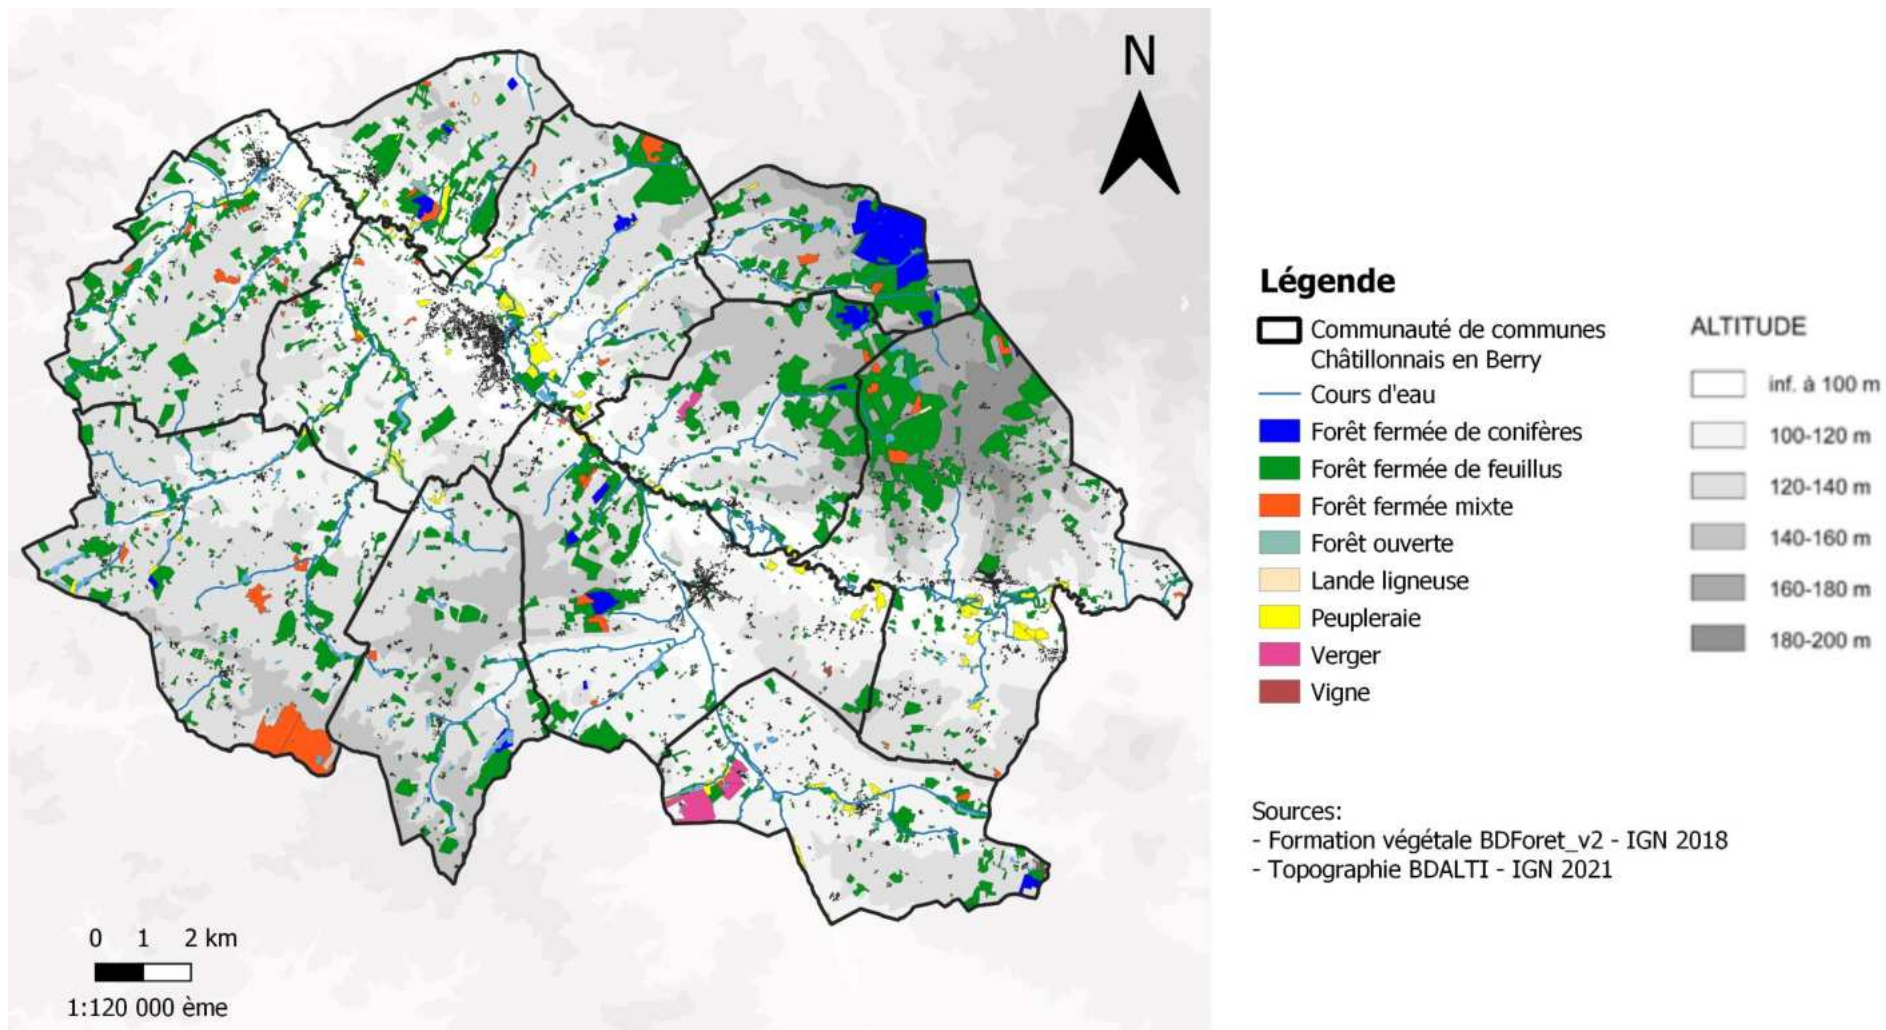 N
Légende
Communauté de communes
Châtillonnais en Berry
Cours d'eau
Forêt fermée de conifères
Forêt fermée de feuillus
Forêt fermée mixte
Forêt ouverte
Lande ligneuse
Peupleraie
Verger
Vigne
ALTITUDE
inf. à 100 m
100-120 m
120-140 m
140-160 m
160-180 m
180-200 m
Sources:
- Formation végétale BDForet_v2 - IGN 2018
- Topographie BDALTI - IGN 2021
0 1 2 km
1:120 000 ème